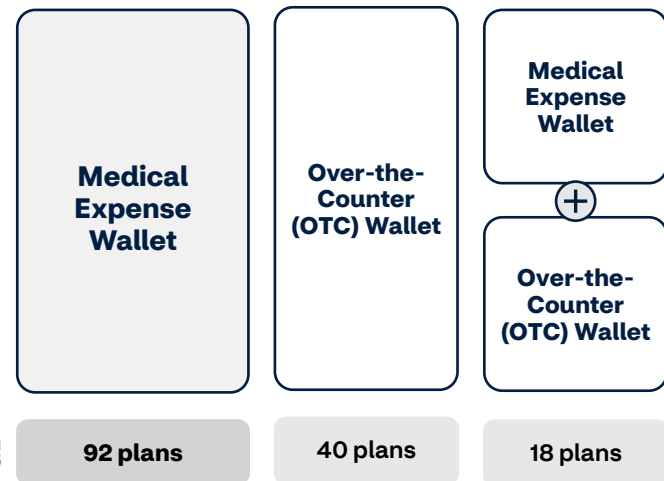 Medical
Expense
Wallet
Over-the-
Counter
(OTC) Wallet
Medical
Expense
Wallet
+
Over-the-
Counter
(OTC) Wallet
92 plans
40 plans
18 plans